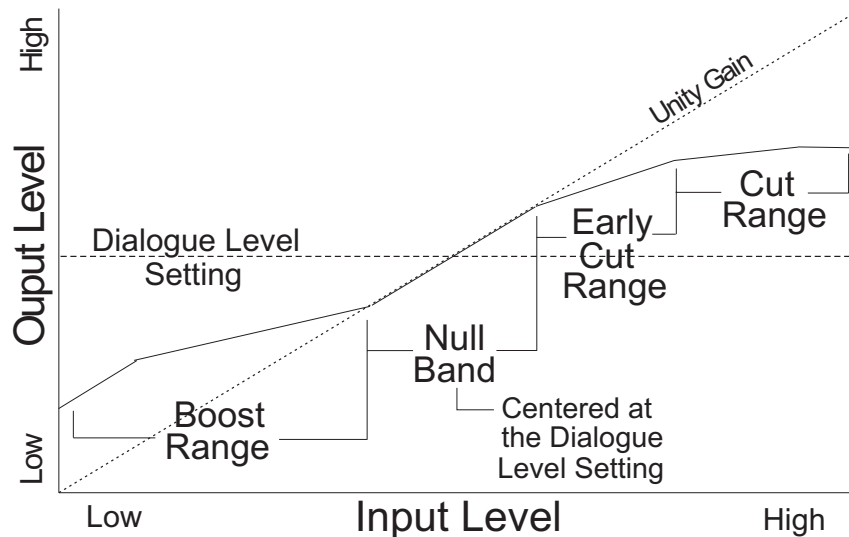 High
Unity Gain
Ouput Level
Dialogue Level
Setting
Early
Cut
Range
Cut
Range
Null
Band
Boost
Range
Centered at
the Dialogue
Level Setting
Low
Low
Input Level
High